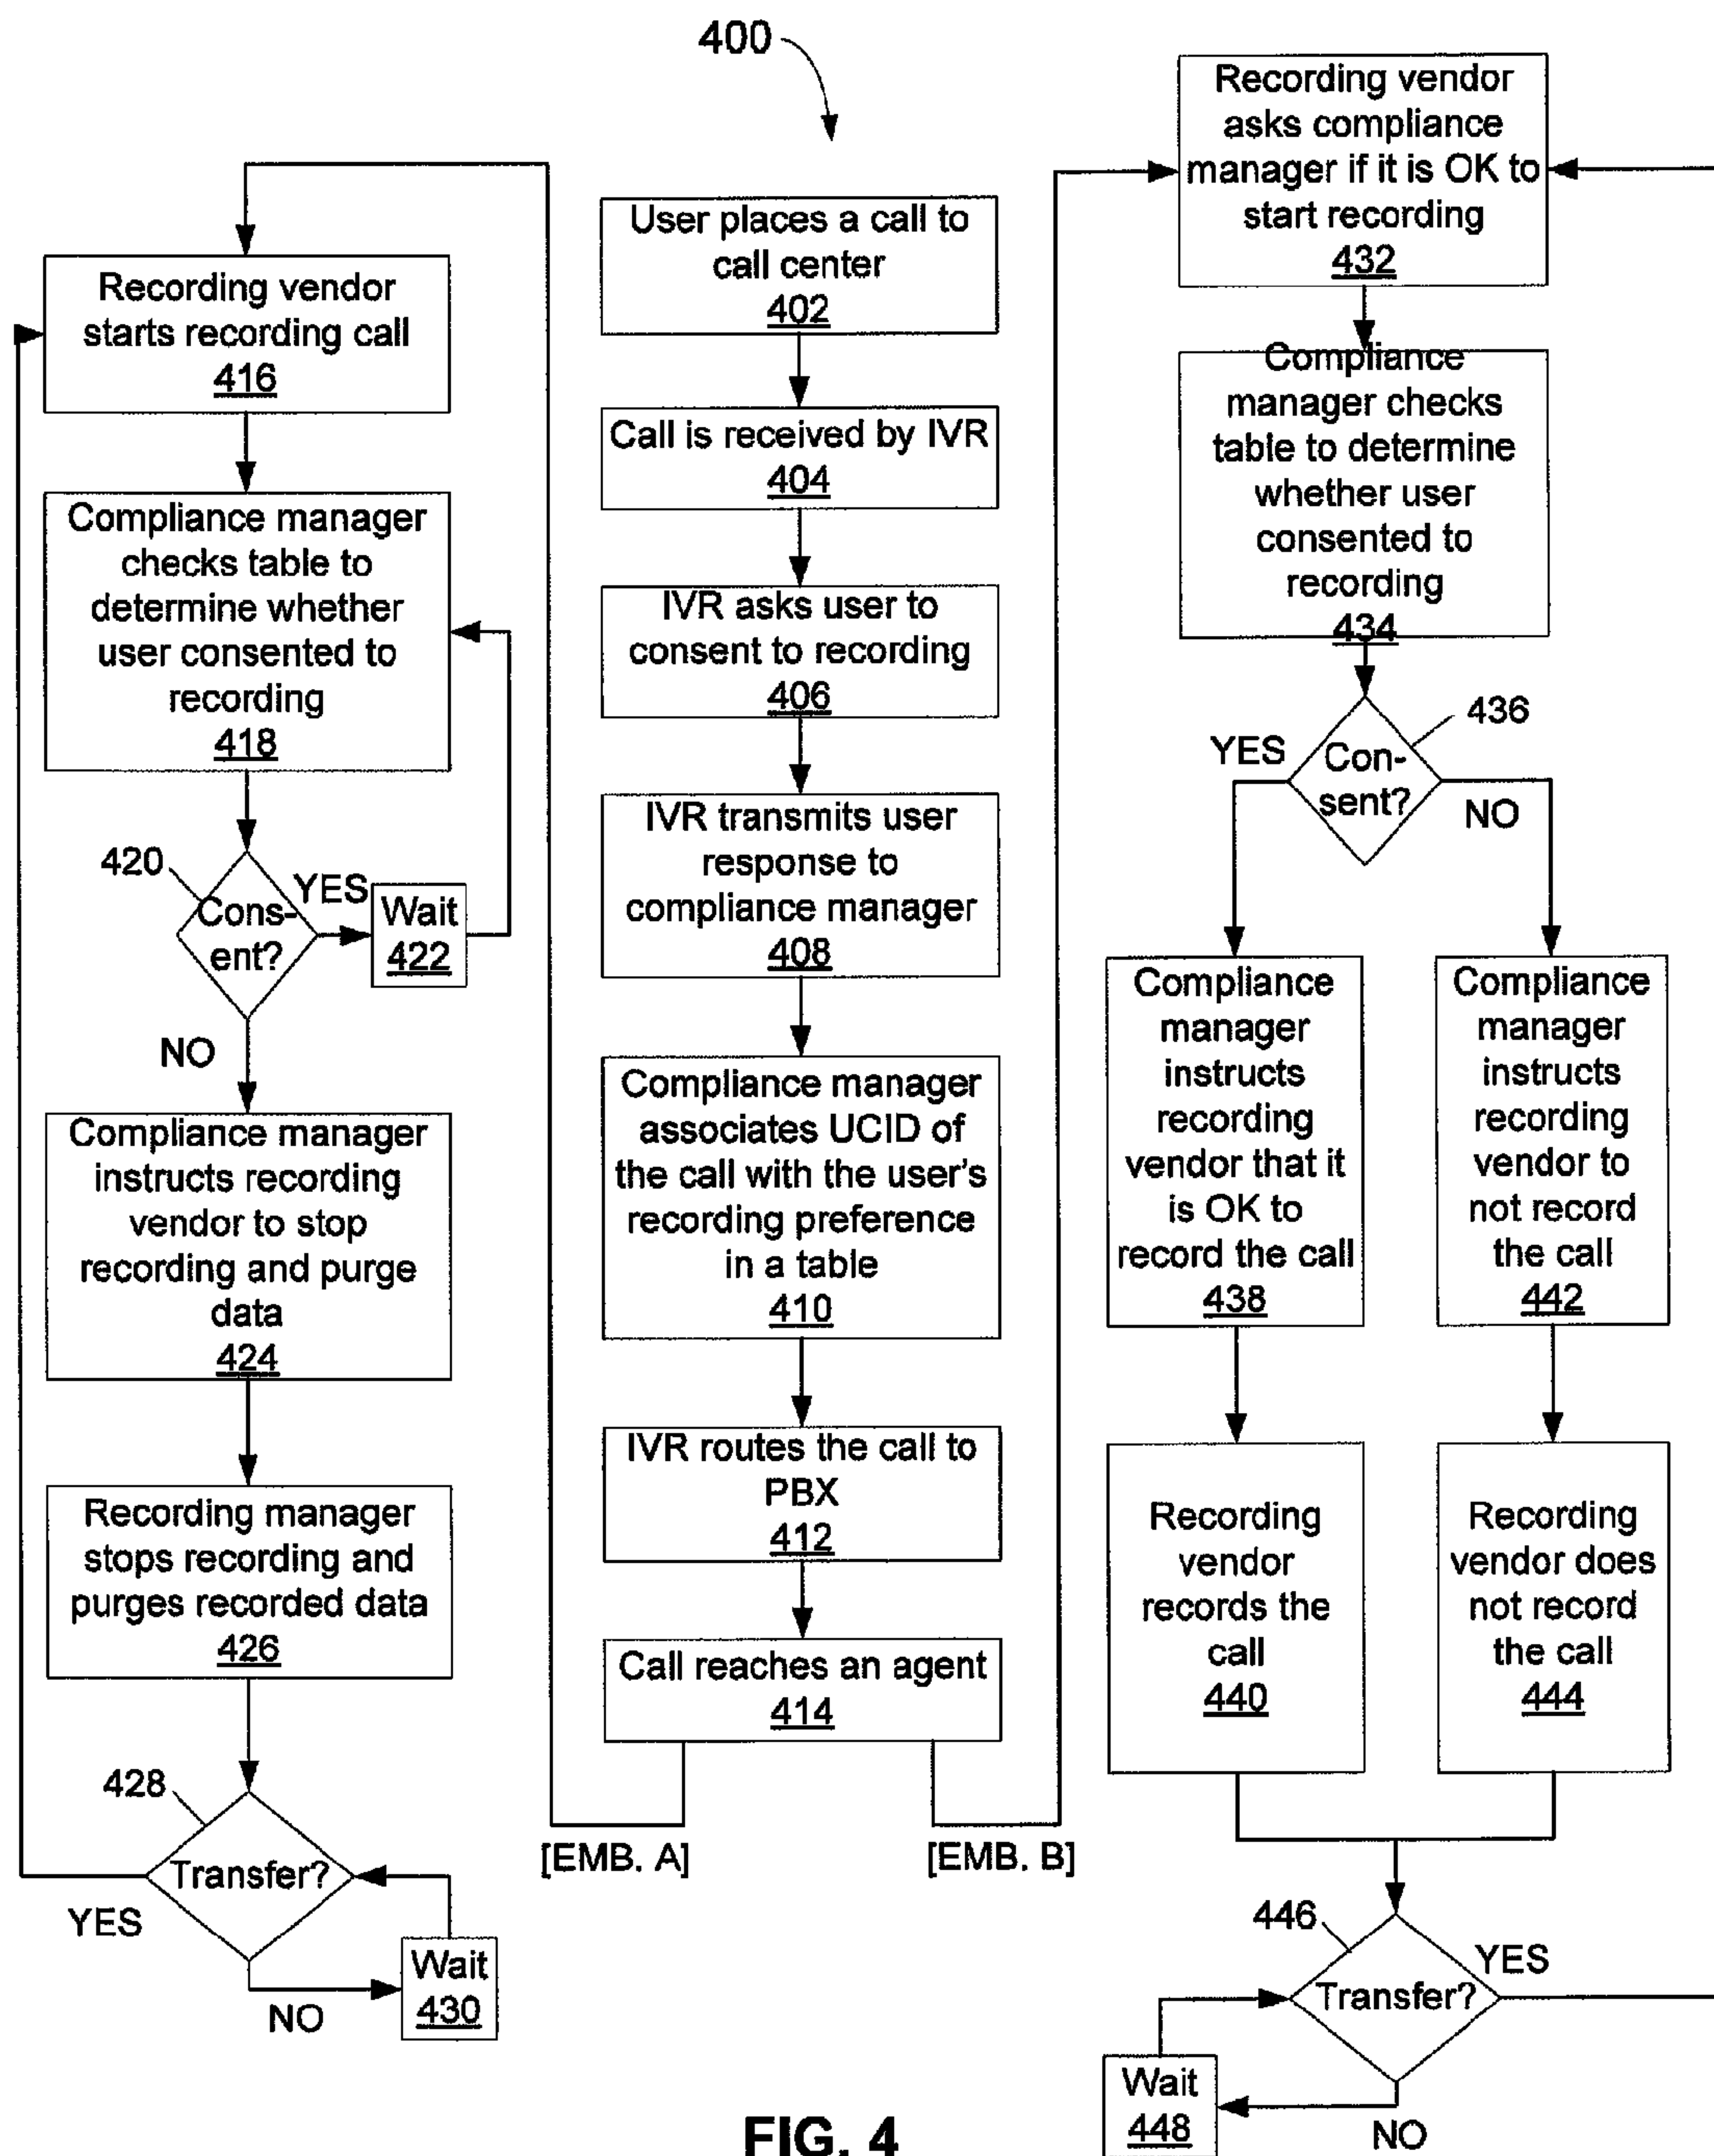 400
User places a call to
call center
402
Call is received by IVR
404
IVR asks user to
consent to recording
406
IVR transmits user
response to
compliance manager
408
Compliance manager
associates UCID of
the call with the user's
recording preference
in a table
410
IVR routes the call to
PBX
412
Call reaches an agent
414
[EMB. A]
[EMB. B]
Recording vendor
starts recording call
416
Compliance manager
checks table to
determine whether
user consented to
recording
418
420
Cons-
ent?
YES
Wait
422
NO
Compliance manager
instructs recording
vendor to stop
recording and purge
data
424
Recording manager
stops recording and
purges recorded data
426
428
Transfer?
YES
NO
Wait
430
Recording vendor
asks compliance
manager if it is OK to
start recording
432
Compliance
manager checks
table to determine
whether user
consented to
recording
434
436
Con-
sent?
YES
NO
Compliance
manager
instructs
recording
vendor that it
is OK to
record the call
438
Compliance
manager
instructs
recording
vendor to
not record
the call
442
Recording
vendor
records the
call
440
Recording
vendor does
not record
the call
444
446
Transfer?
YES
NO
Wait
448
FIG. 4